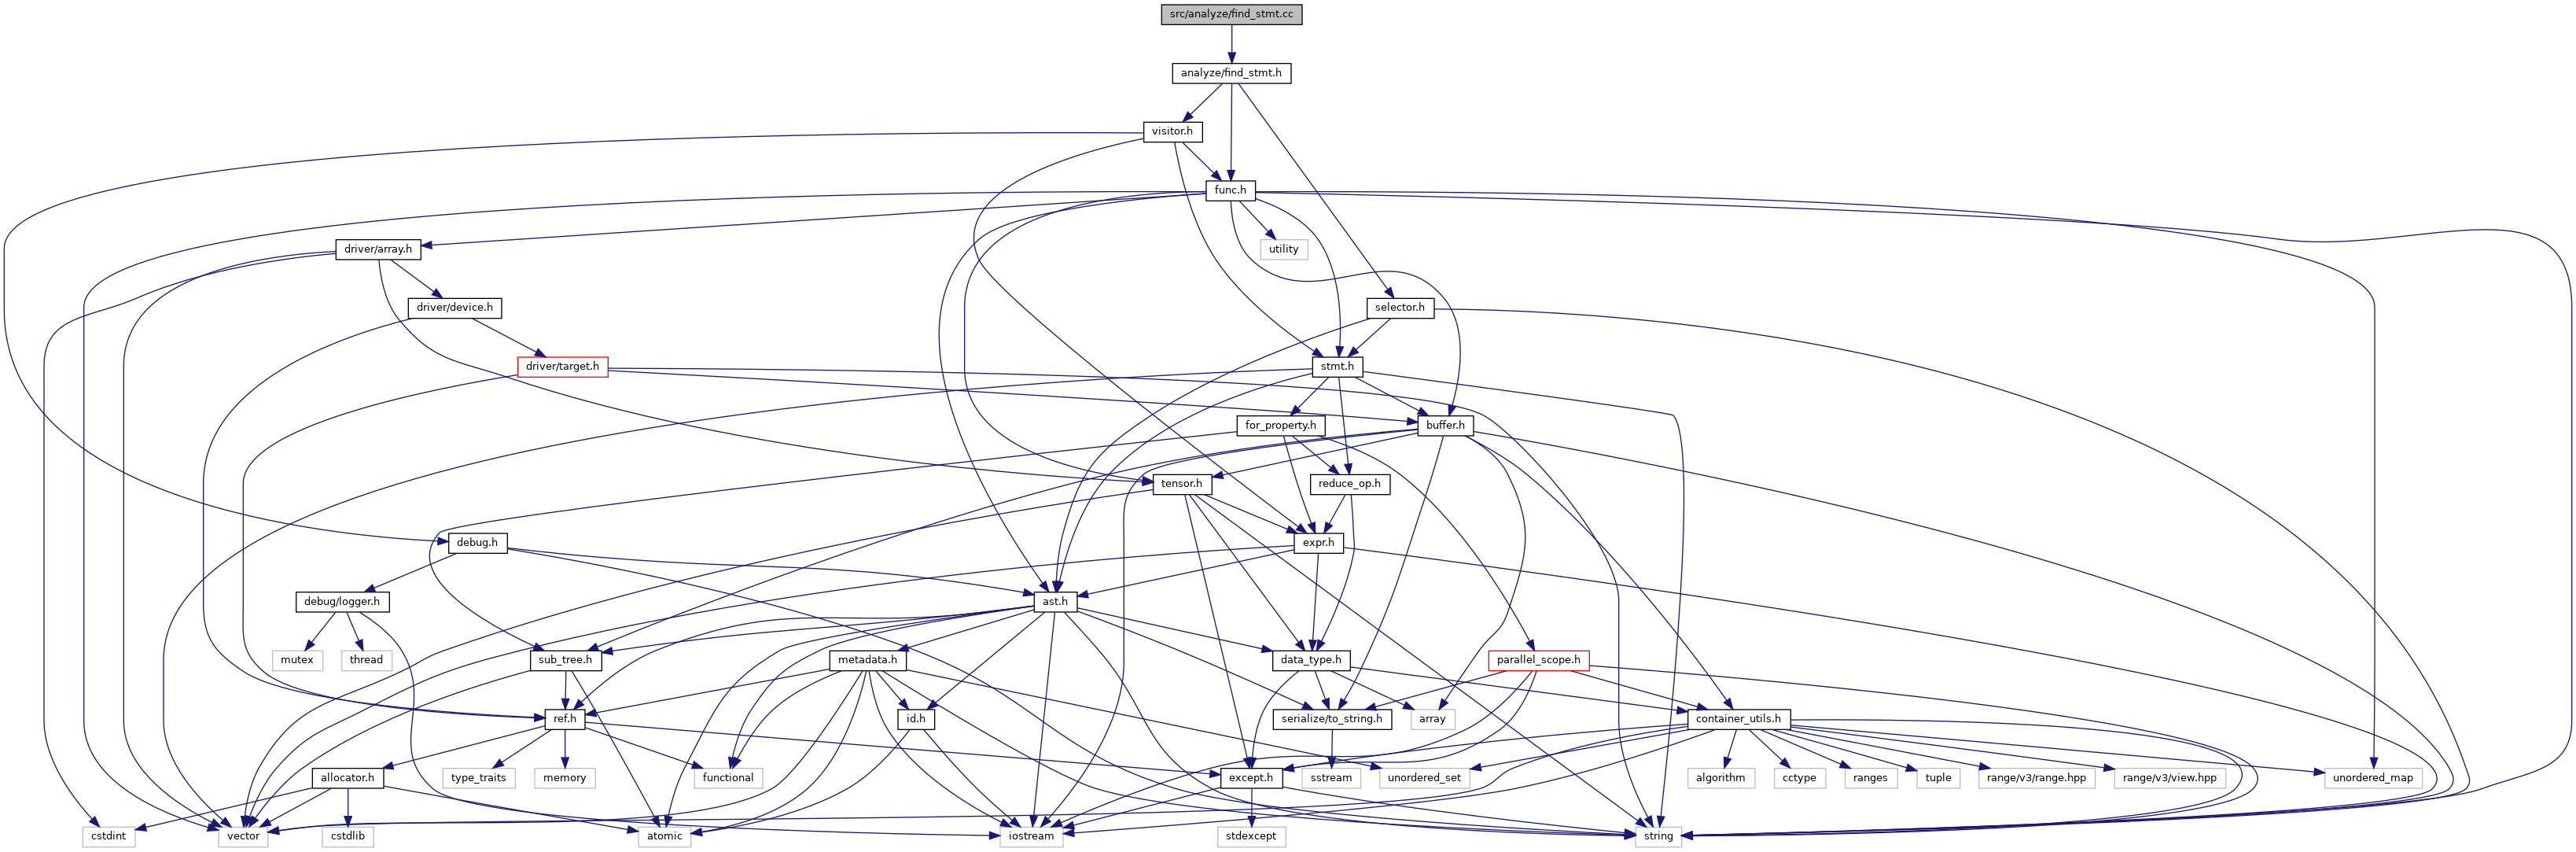 src/analyze/find_stmt.cc
analyze/find_stmt.h
visitor.h
func.h
driver/array.h
utility
driver/device.h
selector.h
driver/target.h
stmt.h
for_property.h
buffer.h
tensor.h
reduce_op.h
debug.h
expr.h
debug/logger.h
ast.h
mutex
thread
sub_tree.h
metadata.h
data_type.h
parallel_scope.h
ref.h
id.h
serialize/to_string.h
array
container_utils.h
allocator.h
type_traits
memory
functional
except.h
sstream
unordered_set
algorithm
cctype
ranges
tuple
range/v3/range.hpp
range/v3/view.hpp
unordered_map
cstdint
vector
cstdlib
atomic
iostream
stdexcept
string